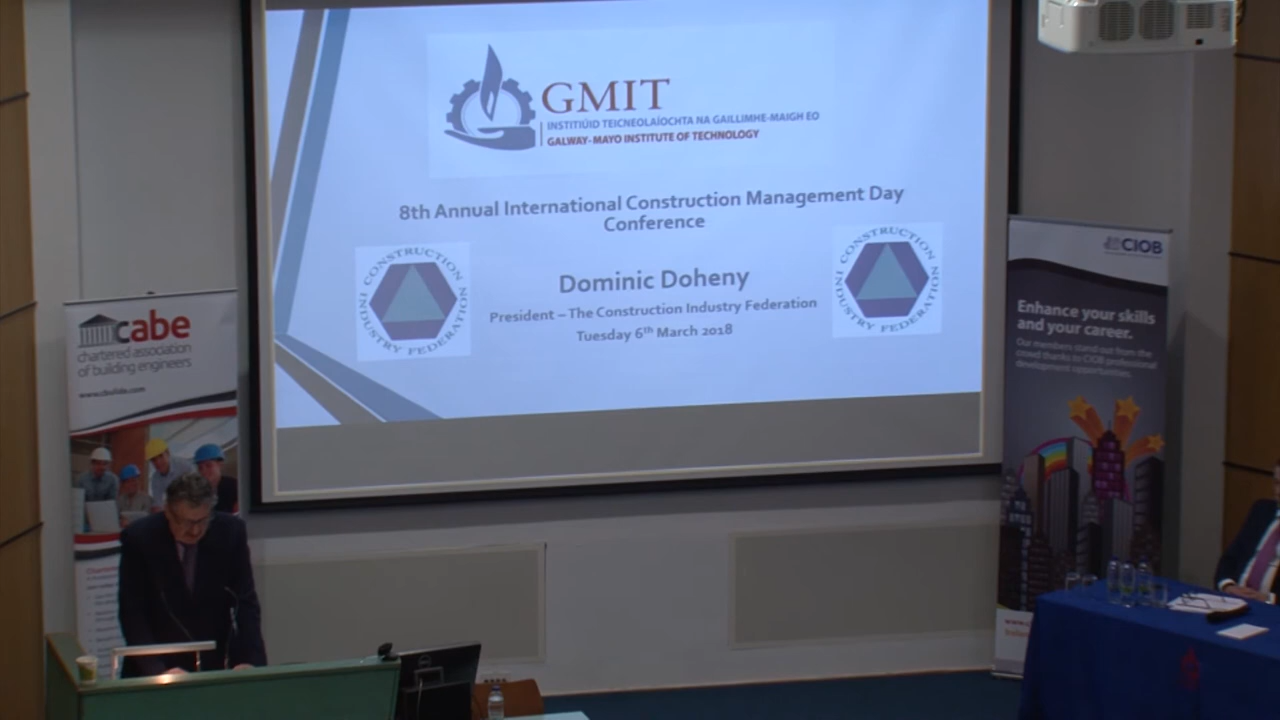 GMIT
INSTITIÚID TEICNEOLAÍOCHTA NA GAILLIMHE-MAIGH EO
GALWAY-MAYO INSTITUTE OF TECHNOLOGY
8th Annual International Construction Management Day
Conference
CONSTRUCTION INDUSTRY FEDERATION
CONSTRUCTION INDUSTRY FEDERATION
Dominic Doheny
President – The Construction Industry Federation
Tuesday 6th March 2018
cabe
chartered association
of building engineers
CIOB
Enhance your skills
and your career.
Our members stand out from the
crowd thanks to CIOB professional
development opportunities.